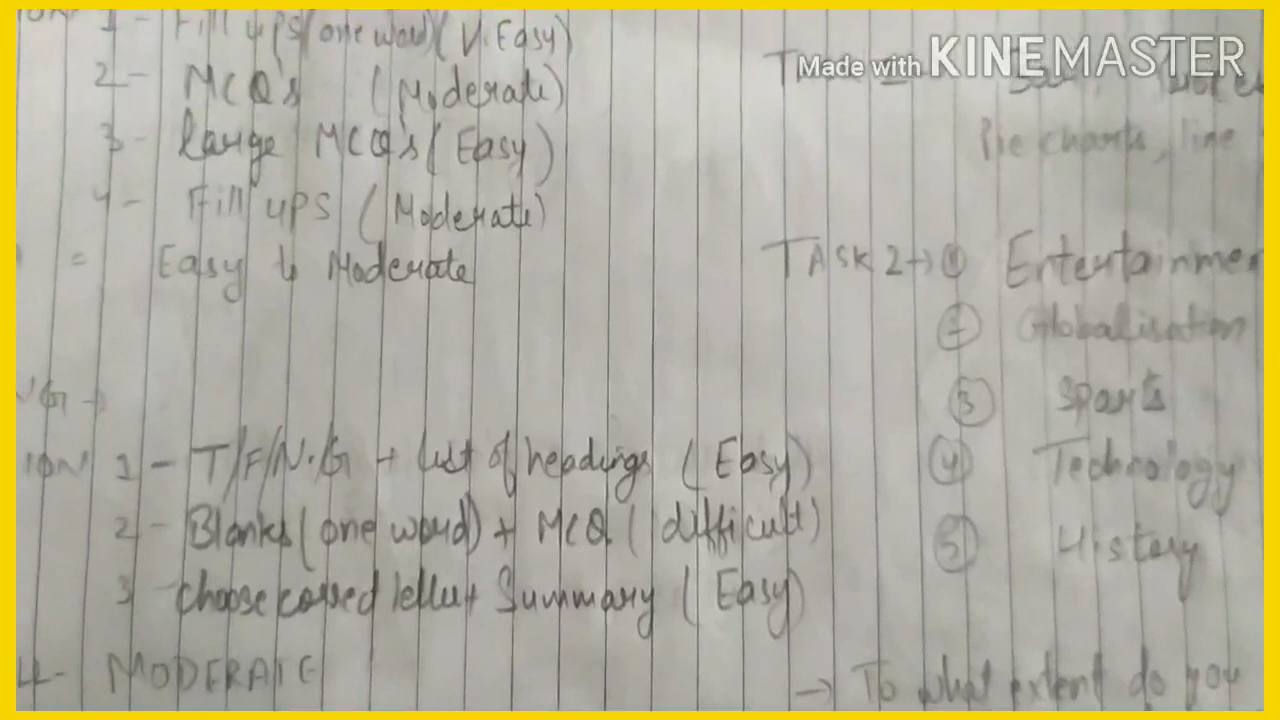 1- Fill ups (one word) (V. Easy)
2- MCQ's (Moderate)
3- large MCQ's (Easy)
4- Fill ups (Moderate)
= Easy to Moderate
1- T/F/N.G + list of headings (Easy)
2- Blanks (one word) + MCQ (difficult)
3 choose correct letter + Summary (Easy)
MODERATE
Made with KINEMASTER
Pie charts, line
TASK 2 → ① Entertainmen
② Globalisation
③ Sports
④ Technology
⑤ History
→ To what extent do you